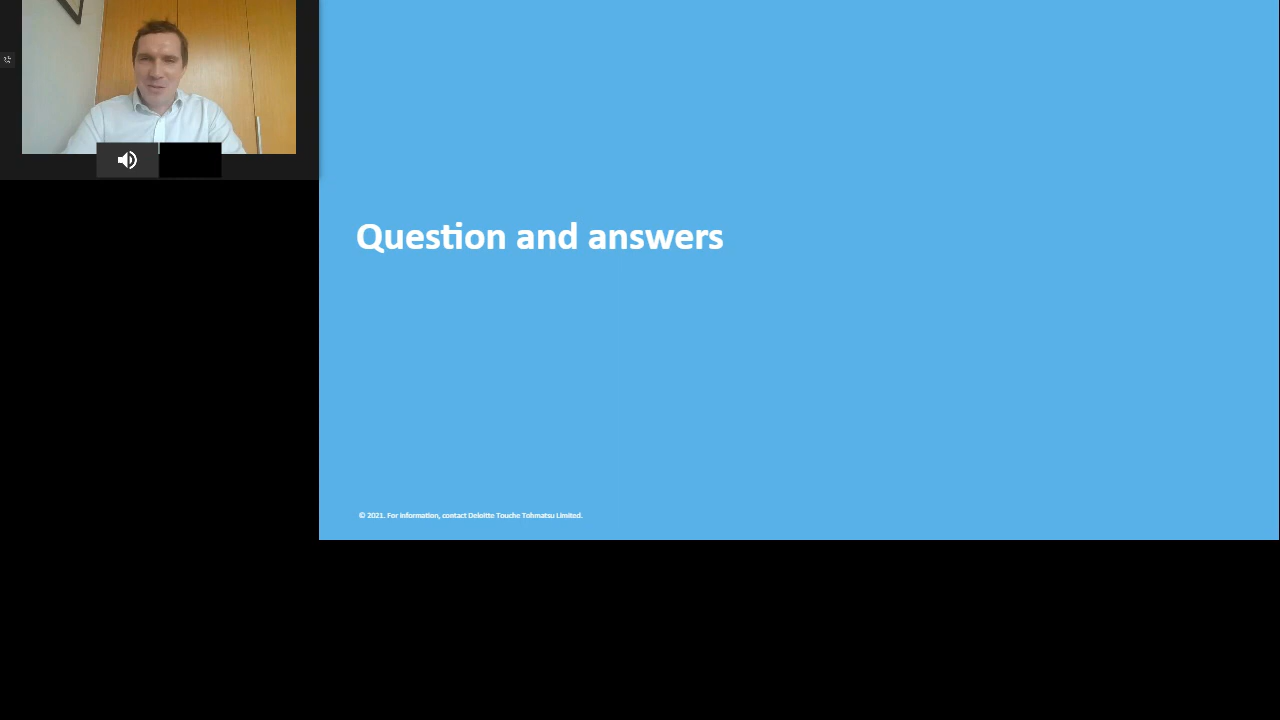 Question and answers
© 2021. For information, contact Deloitte Touche Tohmatsu Limited.